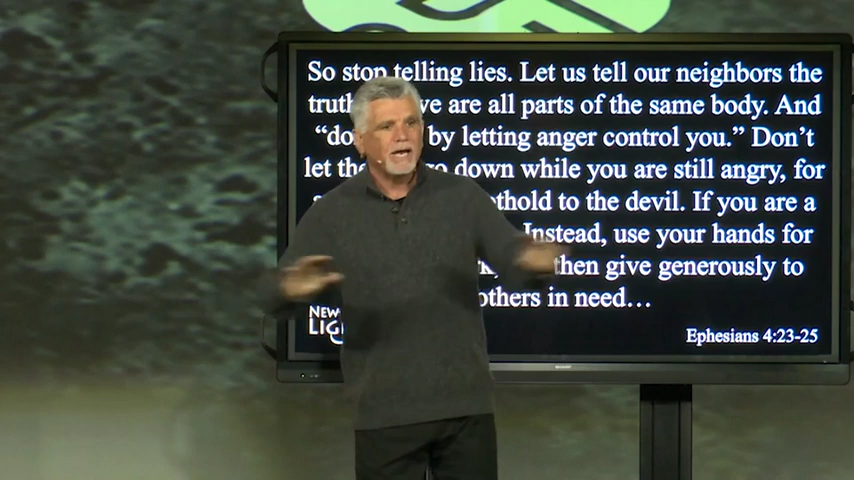 So stop telling lies. Let us tell our neighbors the
truth we are all parts of the same body. And
by letting anger control you.” Don’t
let the down while you are still angry, for
to the devil. If you are a
Instead, use your hands for
then give generously to
others in need…
NEW
LIG
Ephesians 4:23-25
SHARP